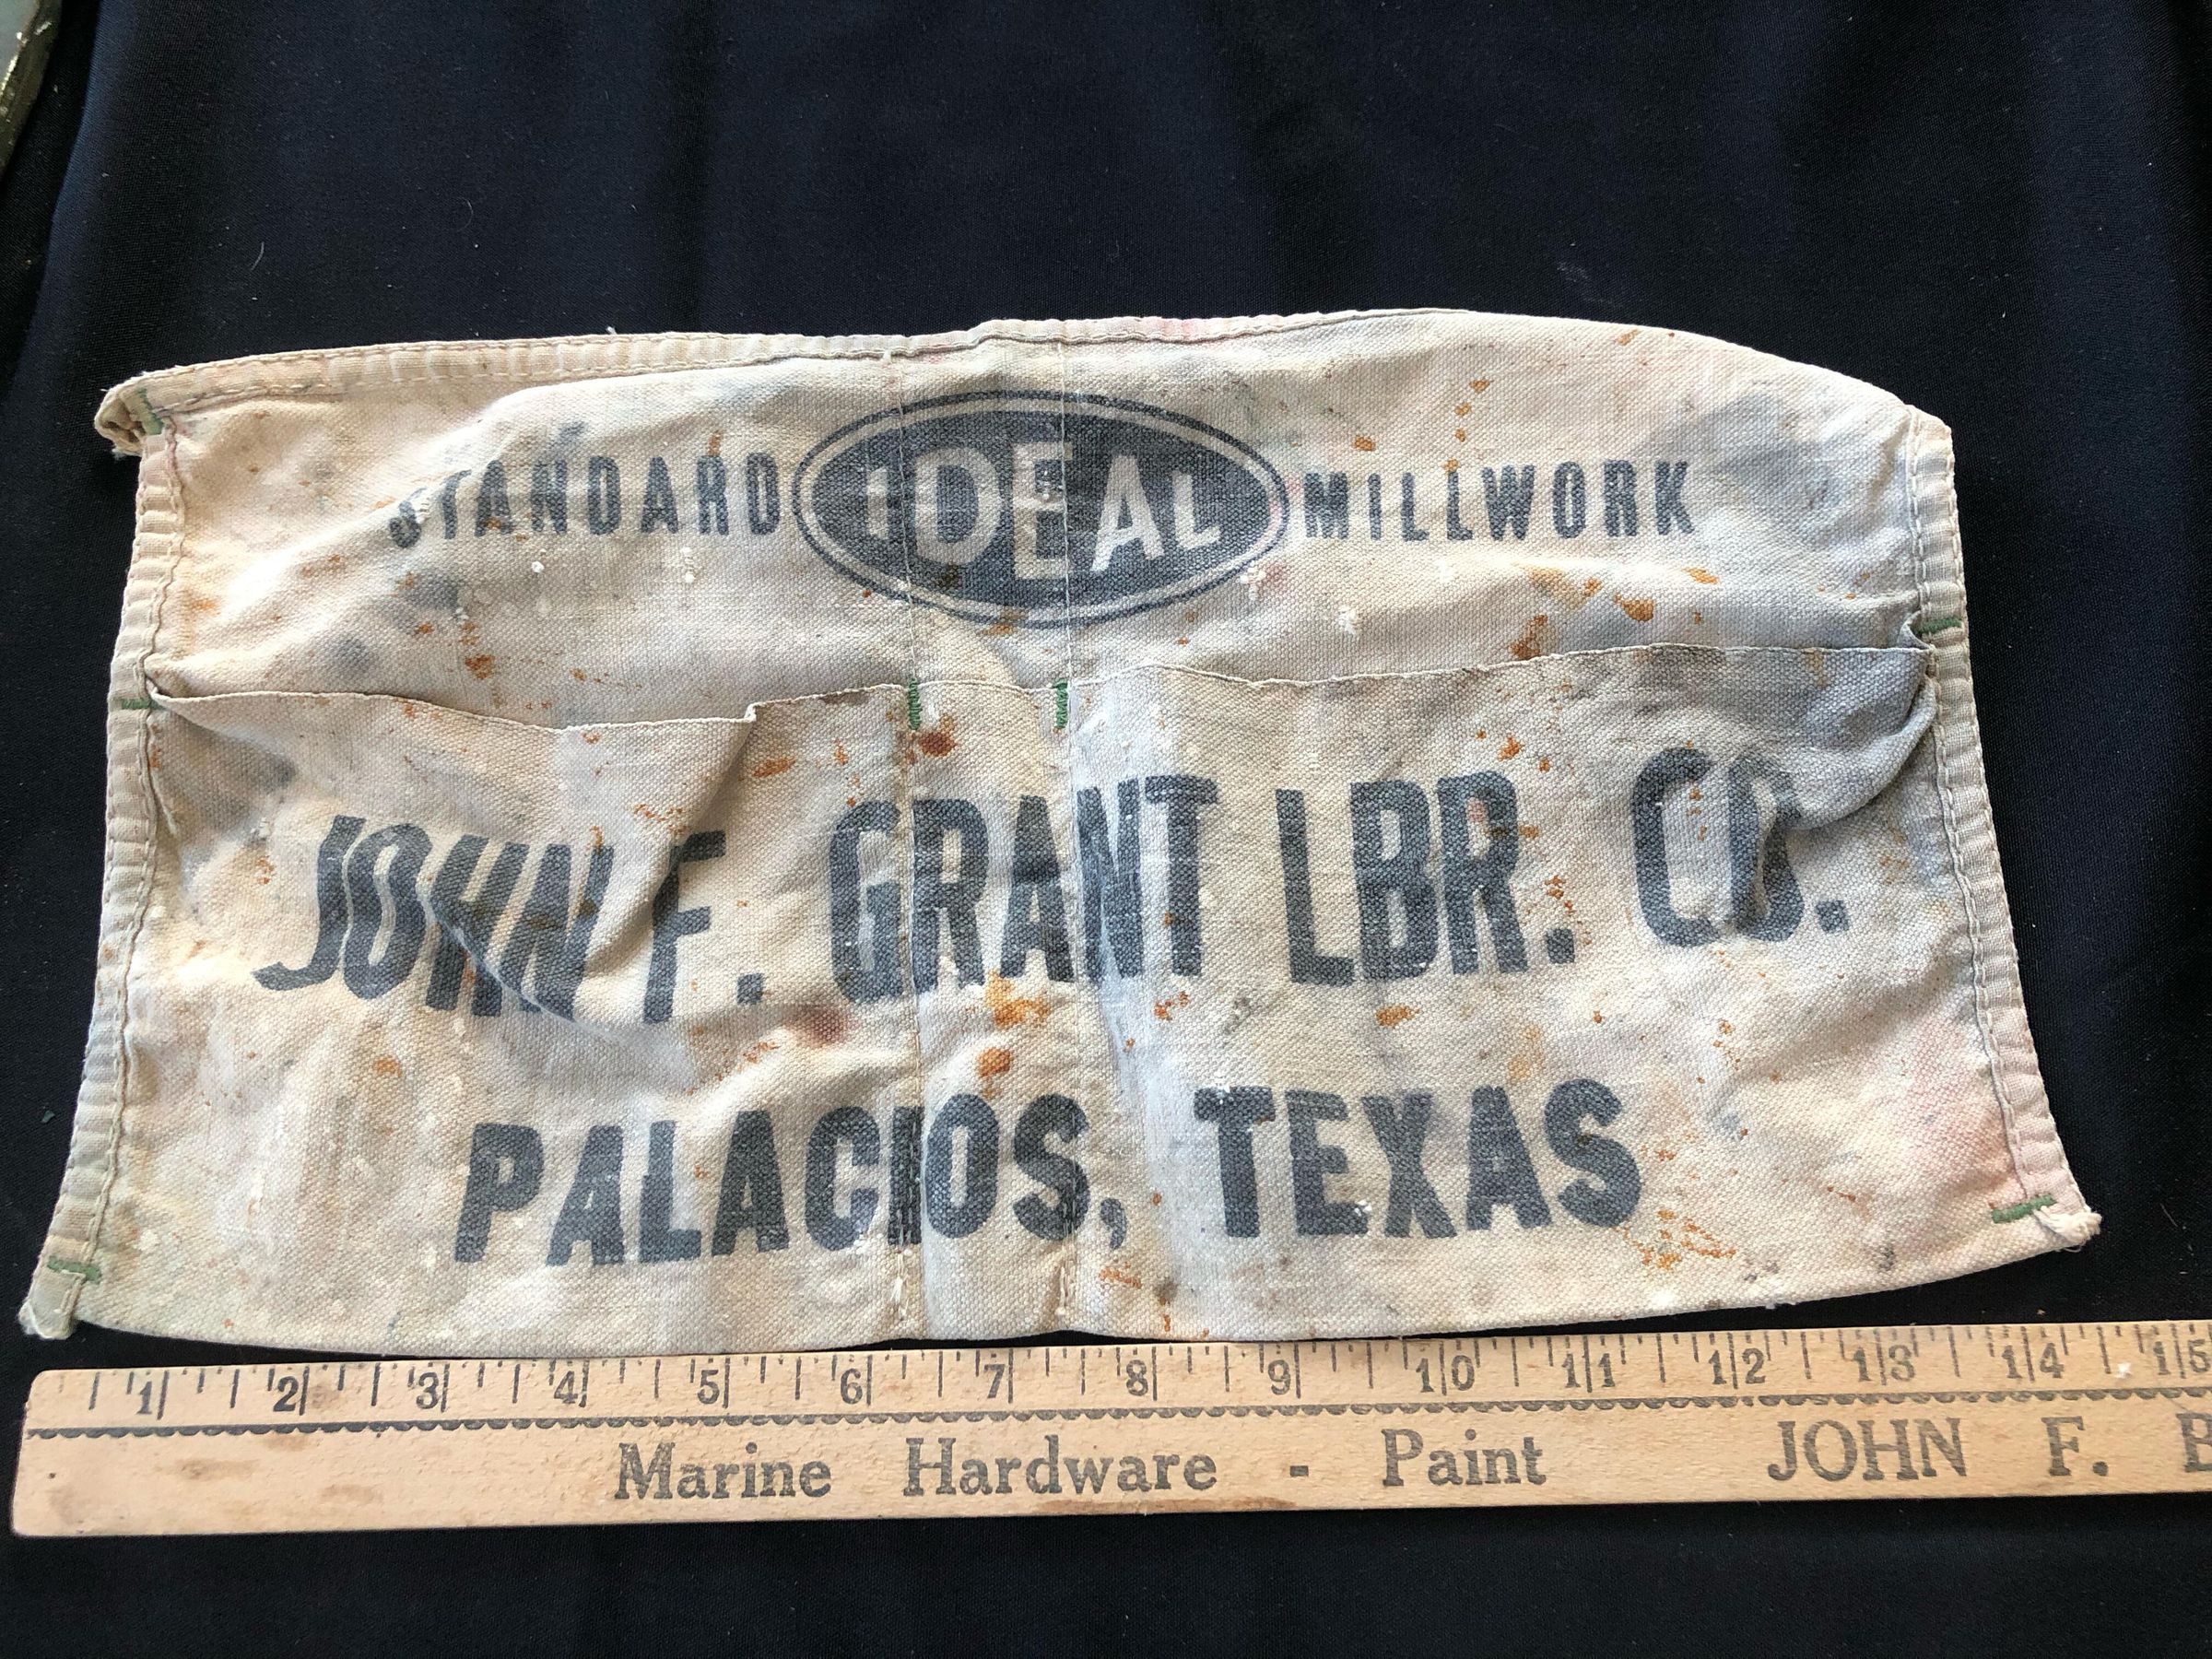 STANDARD IDEAL MILLWORK
JOHN F. GRANT LBR. CO.
PALACIOS, TEXAS
1 2 3 4 5 6 7 8 9 10 11 12 13 14 15
Marine Hardware - Paint JOHN F.